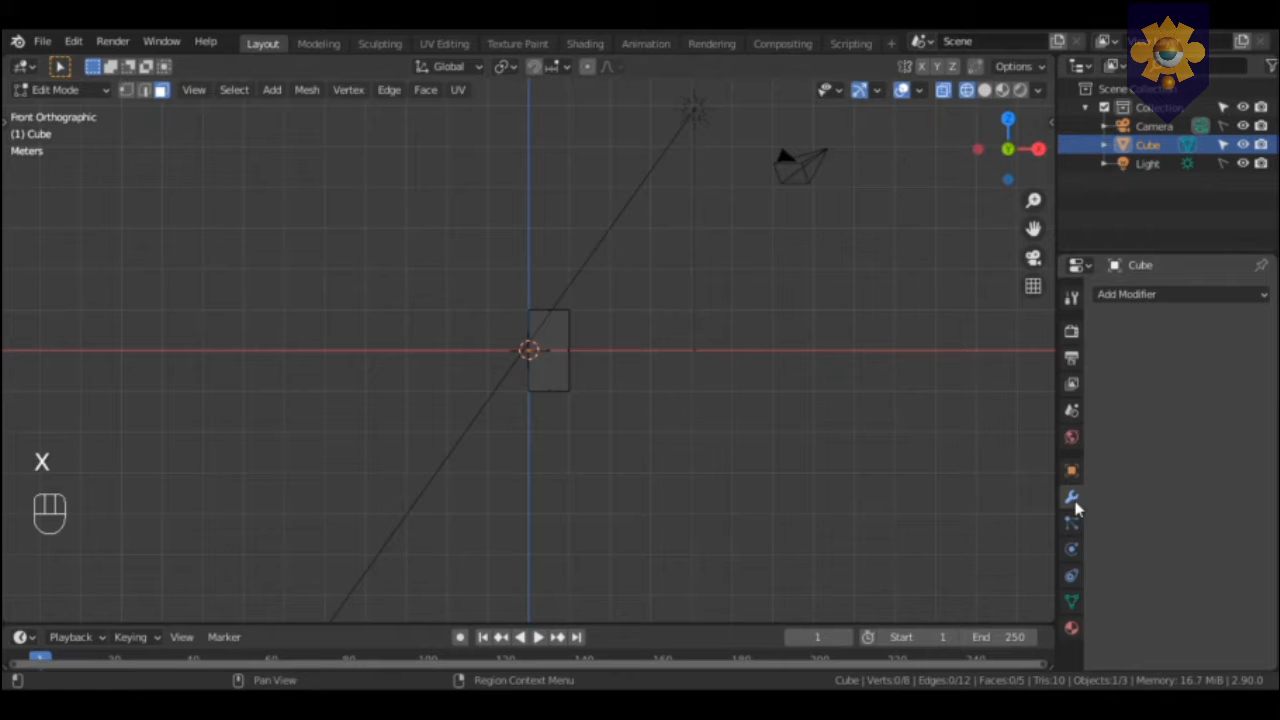 File Edit Render Window Help Layout Modeling Sculpting UV Editing Texture Paint Shading Animation Rendering Compositing Scripting + Scene
Global X Y Z Options
Edit Mode View Select Add Mesh Vertex Edge Face UV
Front Orthographic
(1) Cube
Meters
Z
X
Collection
Camera
Cube
Light
Cube
Add Modifier
X
Playback Keying View Marker 1 Start 1 End 250
Pan View Region Context Menu Cube | Verts:0/8 | Edges:0/12 | Faces:0/5 | Tris:10 | Objects:1/3 | Memory: 16.7 MiB | 2.90.0